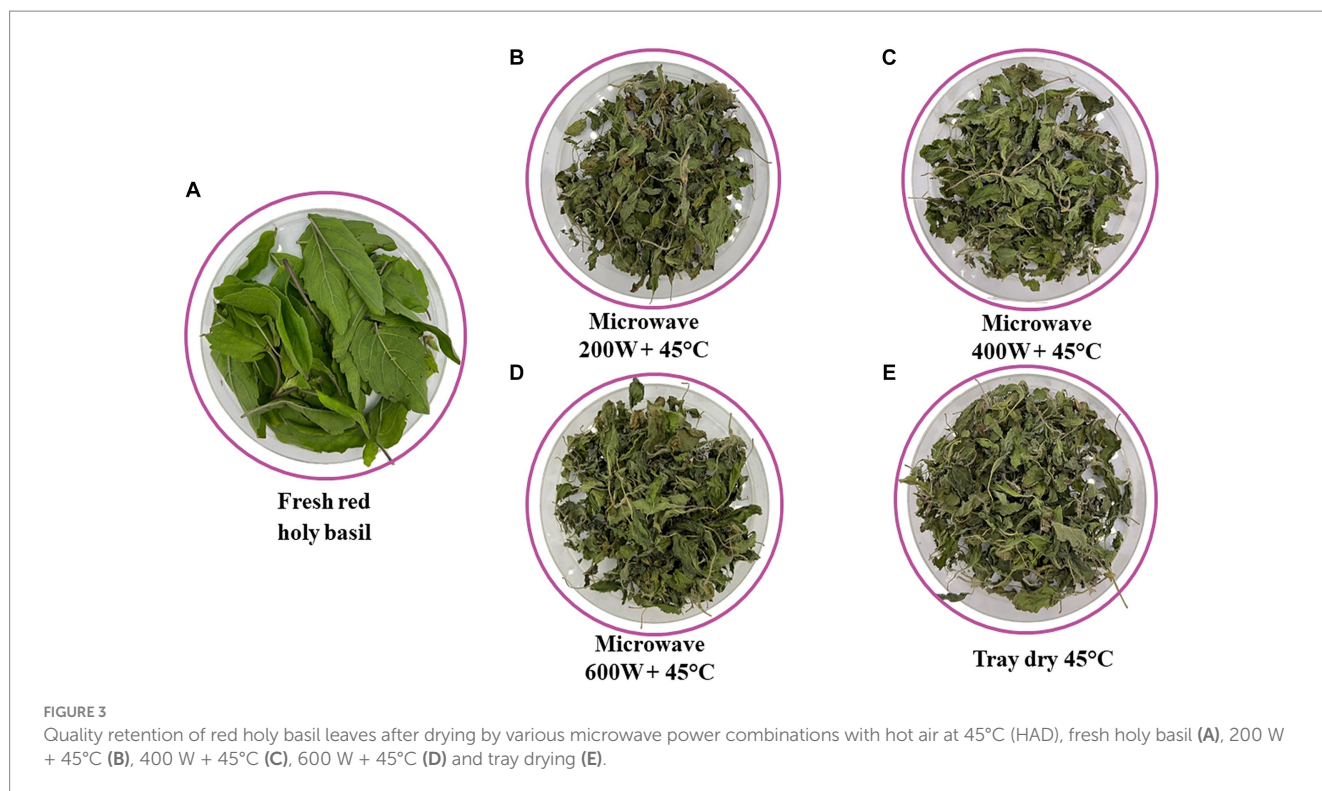 A
Fresh red
holy basil
B
Microwave
200W + 45°C
C
Microwave
400W + 45°C
D
Microwave
600W + 45°C
E
Tray dry 45°C
FIGURE 3
Quality retention of red holy basil leaves after drying by various microwave power combinations with hot air at 45°C (HAD), fresh holy basil (A), 200 W
+ 45°C (B), 400 W + 45°C (C), 600 W + 45°C (D) and tray drying (E).